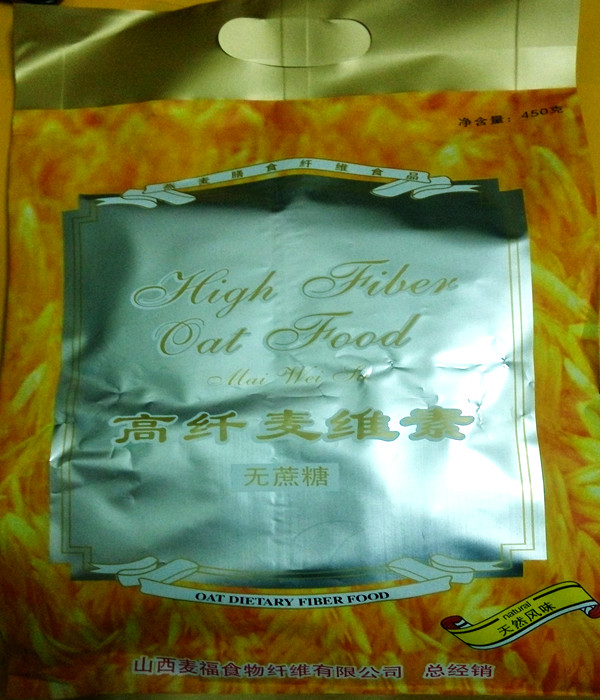 净含量：450克
燕麦膳食纤维食品
High Fiber
Oat Food
Mai Wei Su
高纤麦维素
无蔗糖
OAT DIETARY FIBER FOOD
natural
天然风味
山西麦福食物纤维有限公司 总经销